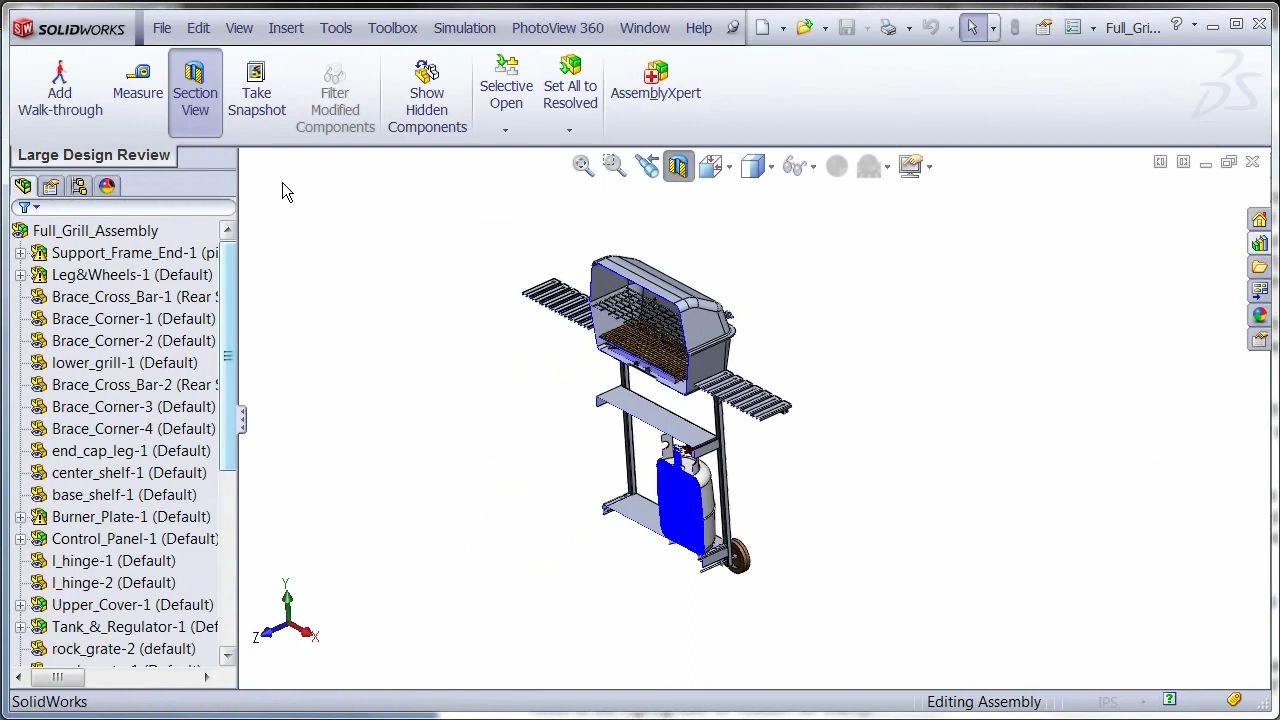 SOLIDWORKS File Edit View Insert Tools Toolbox Simulation PhotoView 360 Window Help Full_Gri...
Add Walk-through
Measure
Section View
Take Snapshot
Filter Modified Components
Show Hidden Components
Selective Open
Set All to Resolved
AssemblyXpert
Large Design Review
Full_Grill_Assembly
Support_Frame_End-1 (pi
Leg&Wheels-1 (Default)
Brace_Cross_Bar-1 (Rear S
Brace_Corner-1 (Default)
Brace_Corner-2 (Default)
lower_grill-1 (Default)
Brace_Cross_Bar-2 (Rear S
Brace_Corner-3 (Default)
Brace_Corner-4 (Default)
end_cap_leg-1 (Default)
center_shelf-1 (Default)
base_shelf-1 (Default)
Burner_Plate-1 (Default)
Control_Panel-1 (Default)
l_hinge-1 (Default)
l_hinge-2 (Default)
Upper_Cover-1 (Default)
Tank_&_Regulator-1 (Def
rock_grate-2 (default)
Y
Z
X
SolidWorks
Editing Assembly
IPS